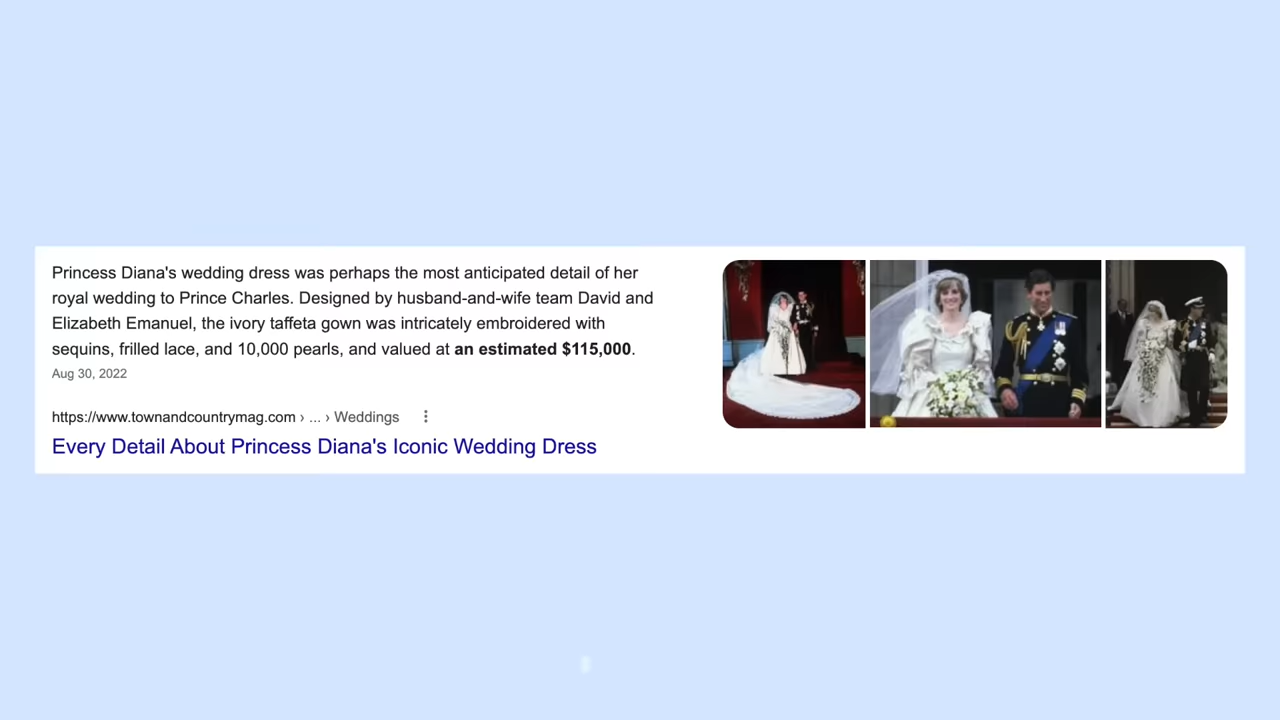 Princess Diana's wedding dress was perhaps the most anticipated detail of her
royal wedding to Prince Charles. Designed by husband-and-wife team David and
Elizabeth Emanuel, the ivory taffeta gown was intricately embroidered with
sequins, frilled lace, and 10,000 pearls, and valued at an estimated $115,000.
Aug 30, 2022
https://www.townandcountrymag.com › ... › Weddings
Every Detail About Princess Diana's Iconic Wedding Dress